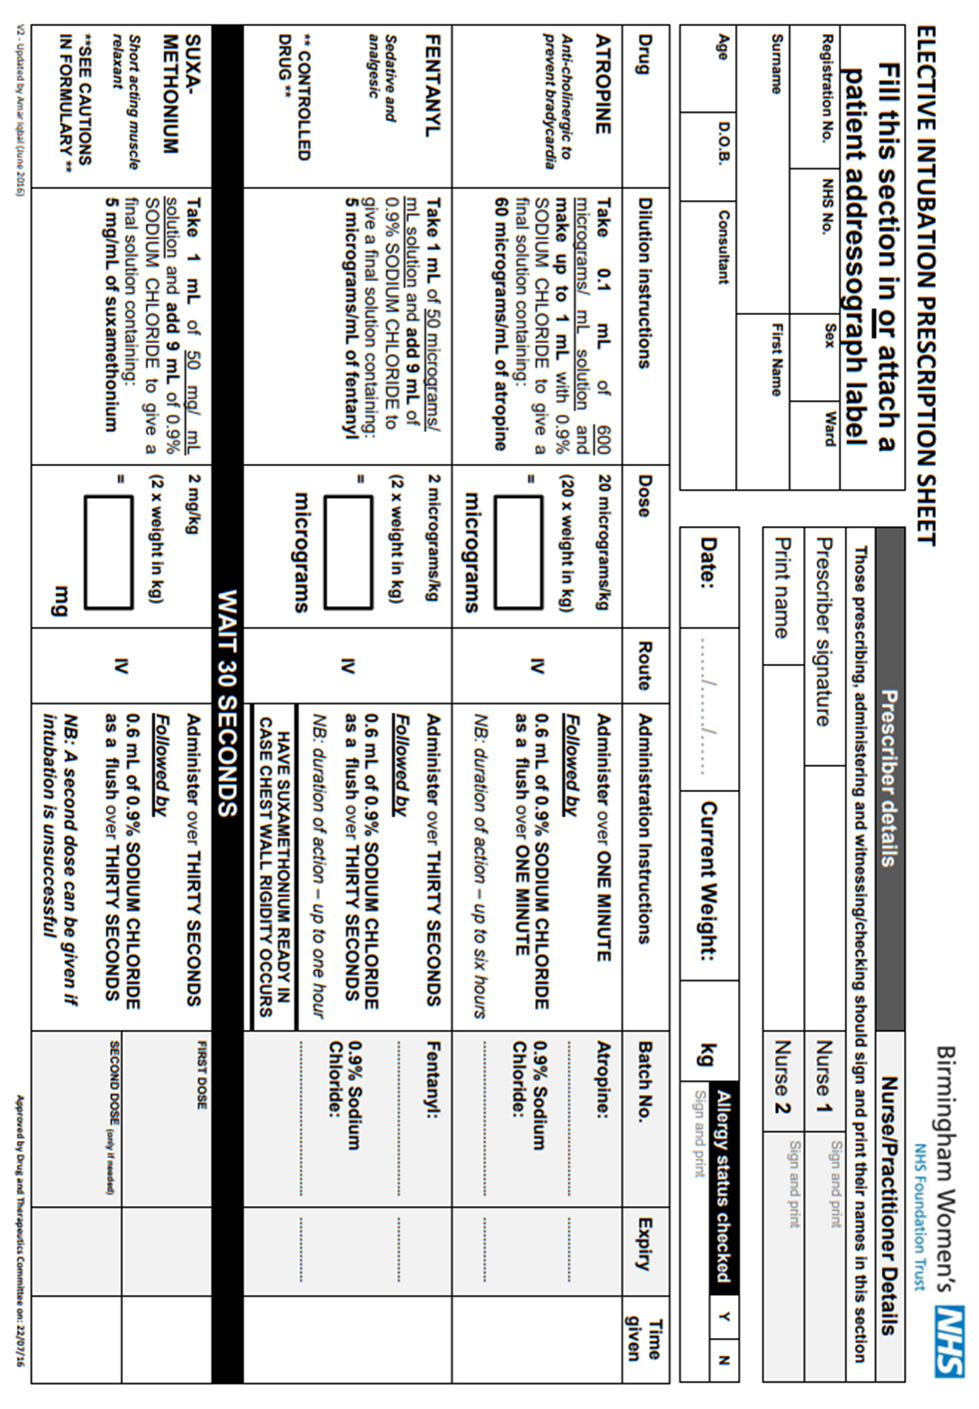 ELECTIVE INTUBATION PRESCRIPTION SHEET
Birmingham Women's NHS
NHS Foundation Trust
Fill this section in or attach a
patient addressograph label
Registration No.
NHS No.
Sex
Ward
Surname
First Name
Age
D.O.B.
Consultant
Prescriber details
Nurse/Practitioner Details
Those prescribing, administering and witnessing/checking should sign and print their names in this section
Prescriber signature
Nurse 1
Sign and print
Print name
Nurse 2
Sign and print
Date:
....../....../......
Current Weight:
kg
Allergy status checked
Y
N
Sign and print
Drug
Dilution instructions
Dose
Route
Administration Instructions
Batch No.
Expiry
Time
given
ATROPINE
Anti-cholinergic to
prevent bradycardia
Take 0.1 mL of 600
micrograms/ mL solution and
make up to 1 mL with 0.9%
SODIUM CHLORIDE to give a
final solution containing:
60 micrograms/mL of atropine
20 micrograms/kg
(20 x weight in kg)
=
micrograms
IV
Administer over ONE MINUTE
Followed by
0.6 mL of 0.9% SODIUM CHLORIDE
as a flush over ONE MINUTE
NB: duration of action – up to six hours
Atropine:
0.9% Sodium
Chloride:
FENTANYL
Sedative and
analgesic
** CONTROLLED
DRUG **
Take 1 mL of 50 micrograms/
mL solution and add 9 mL of
0.9% SODIUM CHLORIDE to
give a final solution containing:
5 micrograms/mL of fentanyl
2 micrograms/kg
(2 x weight in kg)
=
micrograms
IV
Administer over THIRTY SECONDS
Followed by
0.6 mL of 0.9% SODIUM CHLORIDE
as a flush over THIRTY SECONDS
NB: duration of action – up to one hour
HAVE SUXAMETHONIUM READY IN
CASE CHEST WALL RIGIDITY OCCURS
Fentanyl:
0.9% Sodium
Chloride:
WAIT 30 SECONDS
SUXA-
METHONIUM
Short acting muscle
relaxant
**SEE CAUTIONS
IN FORMULARY **
Take 1 mL of 50 mg/ mL
solution and add 9 mL of 0.9%
SODIUM CHLORIDE to give a
final solution containing:
5 mg/mL of suxamethonium
2 mg/kg
(2 x weight in kg)
=
mg
IV
Administer over THIRTY SECONDS
Followed by
0.6 mL of 0.9% SODIUM CHLORIDE
as a flush over THIRTY SECONDS
NB: A second dose can be given if
intubation is unsuccessful
FIRST DOSE
SECOND DOSE (only if needed)
V2 - Updated by Amar Iqbal (June 2016)
Approved by Drug and Therapeutics Committee on: 22/07/16